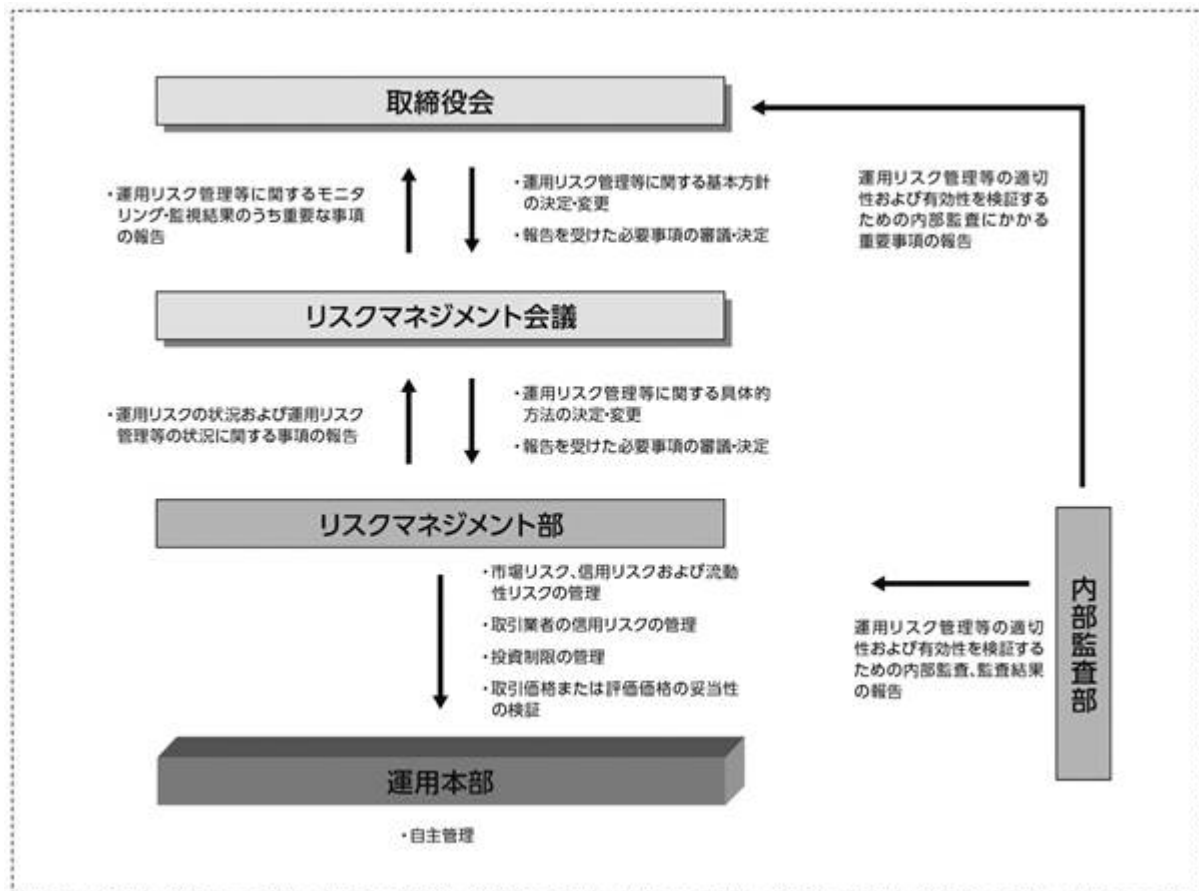 取締役会
・運用リスク管理等に関するモニタ
リング・監視結果のうち重要な事項
の報告
・運用リスク管理等に関する基本方針
の決定・変更
・報告を受けた必要事項の審議・決定
運用リスク管理等の適切
性および有効性を検証する
ための内部監査にかかる
重要事項の報告
リスクマネジメント会議
・運用リスクの状況および運用リスク
管理等の状況に関する事項の報告
・運用リスク管理等に関する具体的
方法の決定・変更
・報告を受けた必要事項の審議・決定
リスクマネジメント部
・市場リスク、信用リスクおよび流動
性リスクの管理
・取引業者の信用リスクの管理
・投資制限の管理
・取引価格または評価価格の妥当性
の検証
運用リスク管理等の適切
性および有効性を検証する
ための内部監査、監査結果
の報告
内部監査部
運用本部
・自主管理